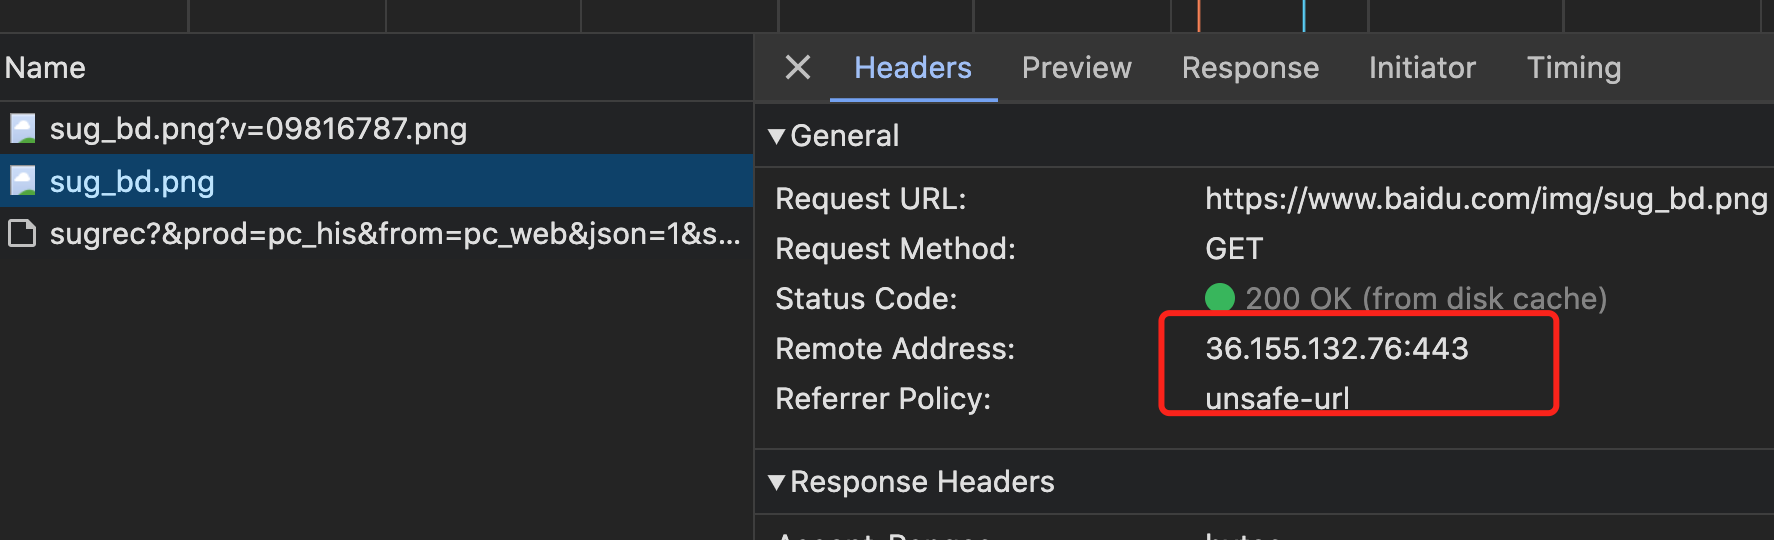 Name
sug_bd.png?v=09816787.png
sug_bd.png
sugrec?&prod=pc_his&from=pc_web&json=1&s...
Headers Preview Response Initiator Timing
General
Request URL: https://www.baidu.com/img/sug_bd.png
Request Method: GET
Status Code: 200 OK (from disk cache)
Remote Address: 36.155.132.76:443
Referrer Policy: unsafe-url
Response Headers